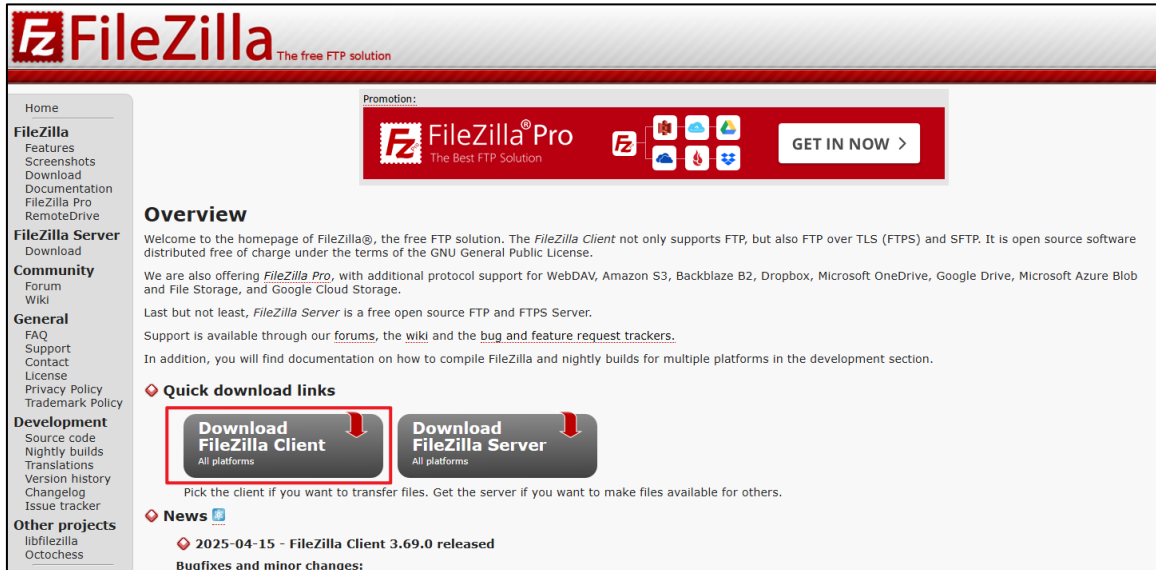 FileZilla The free FTP solution
Home
FileZilla
Features
Screenshots
Download
Documentation
FileZilla Pro
RemoteDrive
FileZilla Server
Download
Community
Forum
Wiki
General
FAQ
Support
Contact
License
Privacy Policy
Trademark Policy
Development
Source code
Nightly builds
Translations
Version history
Changelog
Issue tracker
Other projects
libfilezilla
Octochess
Promotion:
FileZilla® Pro
The Best FTP Solution
GET IN NOW >
Overview
Welcome to the homepage of FileZilla®, the free FTP solution. The FileZilla Client not only supports FTP, but also FTP over TLS (FTPS) and SFTP. It is open source software
distributed free of charge under the terms of the GNU General Public License.
We are also offering FileZilla Pro, with additional protocol support for WebDAV, Amazon S3, Backblaze B2, Dropbox, Microsoft OneDrive, Google Drive, Microsoft Azure Blob
and File Storage, and Google Cloud Storage.
Last but not least, FileZilla Server is a free open source FTP and FTPS Server.
Support is available through our forums, the wiki and the bug and feature request trackers.
In addition, you will find documentation on how to compile FileZilla and nightly builds for multiple platforms in the development section.
Quick download links
Download
FileZilla Client
All platforms
Download
FileZilla Server
All platforms
Pick the client if you want to transfer files. Get the server if you want to make files available for others.
News
2025-04-15 - FileZilla Client 3.69.0 released
Bugfixes and minor changes: